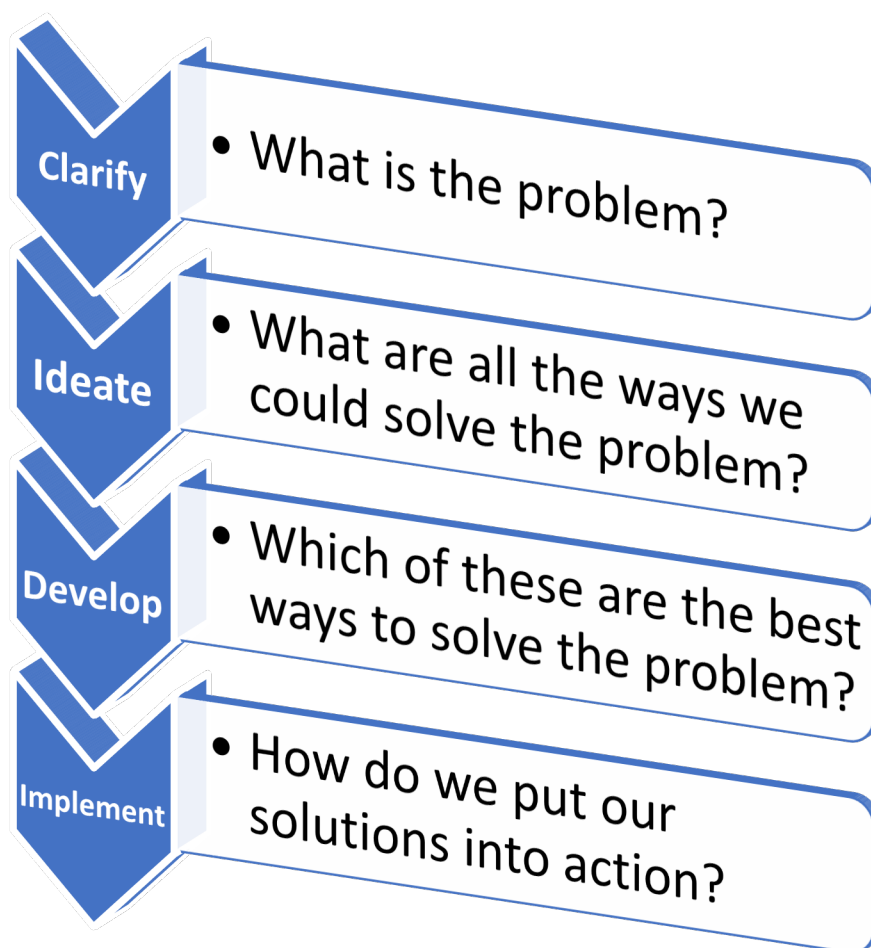 Clarify
• What is the problem?
Ideate
• What are all the ways we
could solve the problem?
Develop
• Which of these are the best
ways to solve the problem?
Implement
• How do we put our
solutions into action?